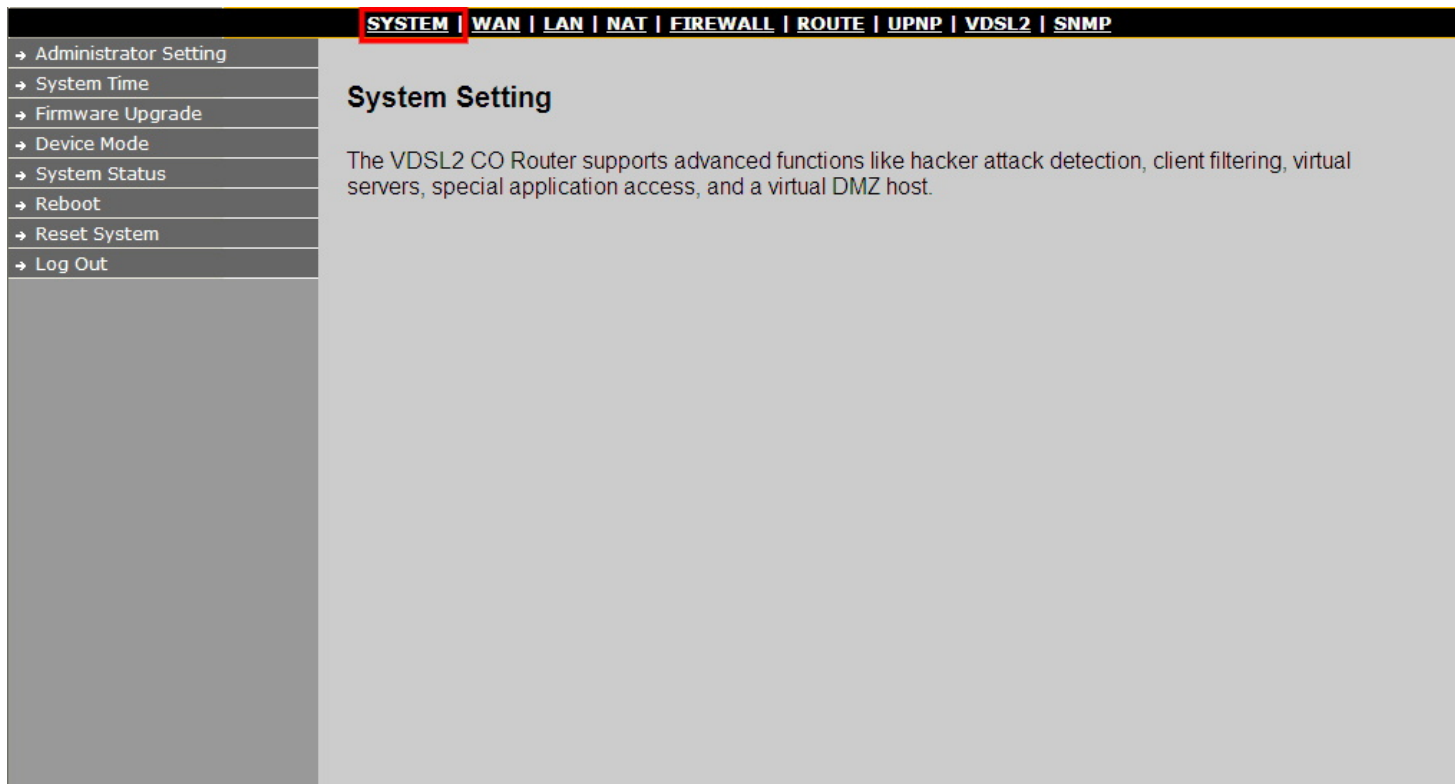 SYSTEM | WAN | LAN | NAT | FIREWALL | ROUTE | UPNP | VDSL2 | SNMP
→ Administrator Setting
→ System Time
→ Firmware Upgrade
→ Device Mode
→ System Status
→ Reboot
→ Reset System
→ Log Out
System Setting
The VDSL2 CO Router supports advanced functions like hacker attack detection, client filtering, virtual
servers, special application access, and a virtual DMZ host.